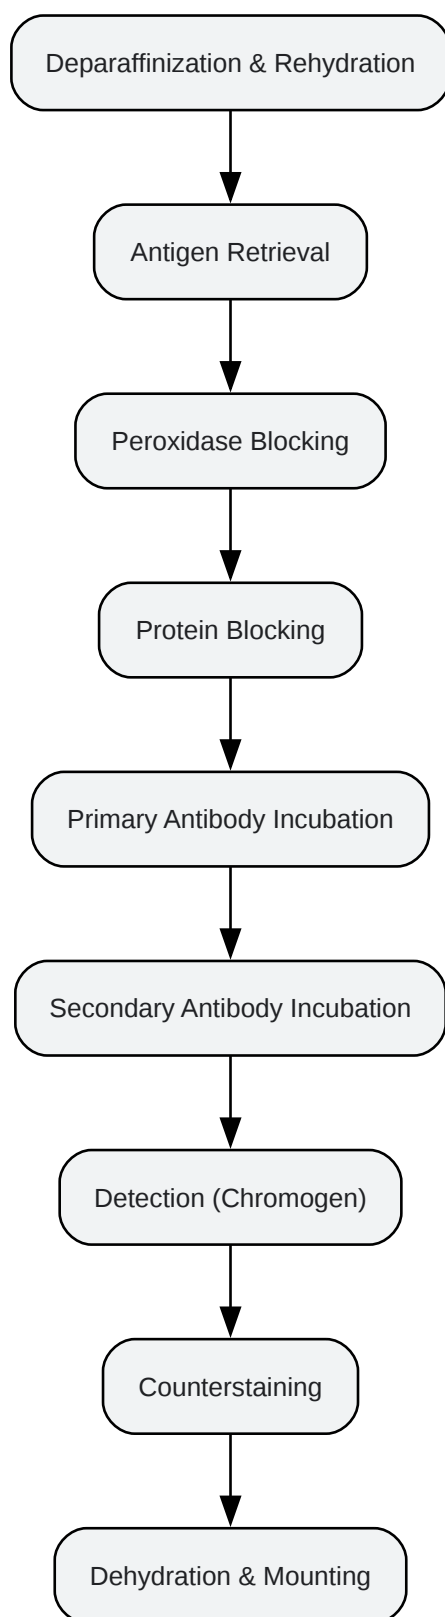 Deparaffinization & Rehydration
Antigen Retrieval
Peroxidase Blocking
Protein Blocking
Primary Antibody Incubation
Secondary Antibody Incubation
Detection (Chromogen)
Counterstaining
Dehydration & Mounting